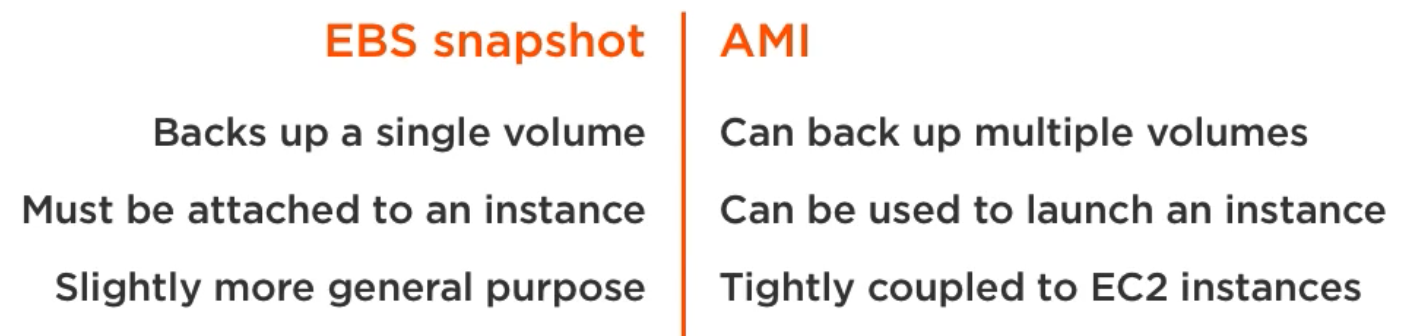 EBS snapshot
Backs up a single volume
Must be attached to an instance
Slightly more general purpose
AMI
Can back up multiple volumes
Can be used to launch an instance
Tightly coupled to EC2 instances